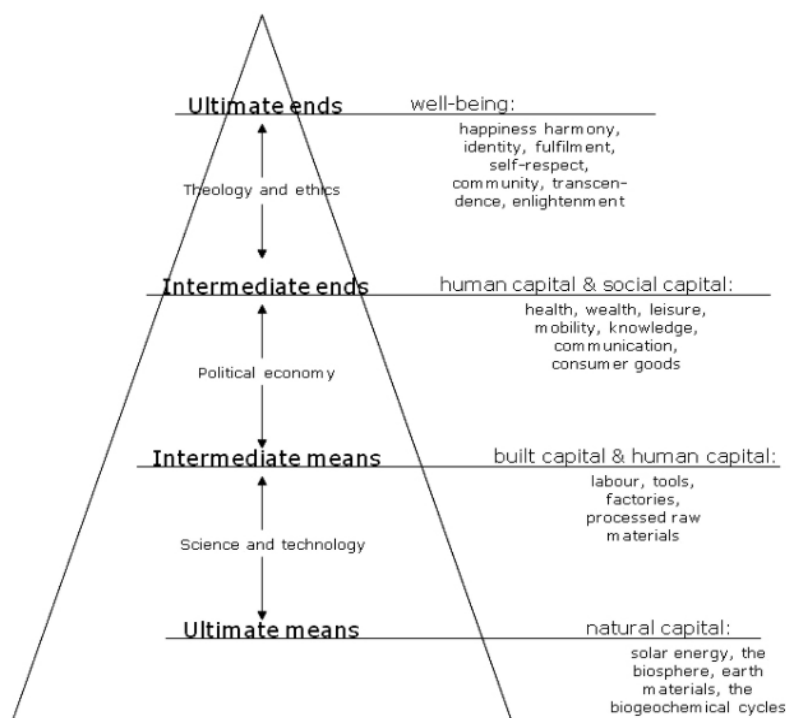 Ultimate ends
well-being:
happiness harmony,
identity, fulfilment,
self-respect,
community, transcen-
dence, enlightenment
Theology and ethics
Intermediate ends
human capital & social capital:
health, wealth, leisure,
mobility, knowledge,
communication,
consumer goods
Political economy
Intermediate means
built capital & human capital:
labour, tools,
factories,
processed raw
materials
Science and technology
Ultimate means
natural capital:
solar energy, the
biosphere, earth
materials, the
biogeochemical cycles